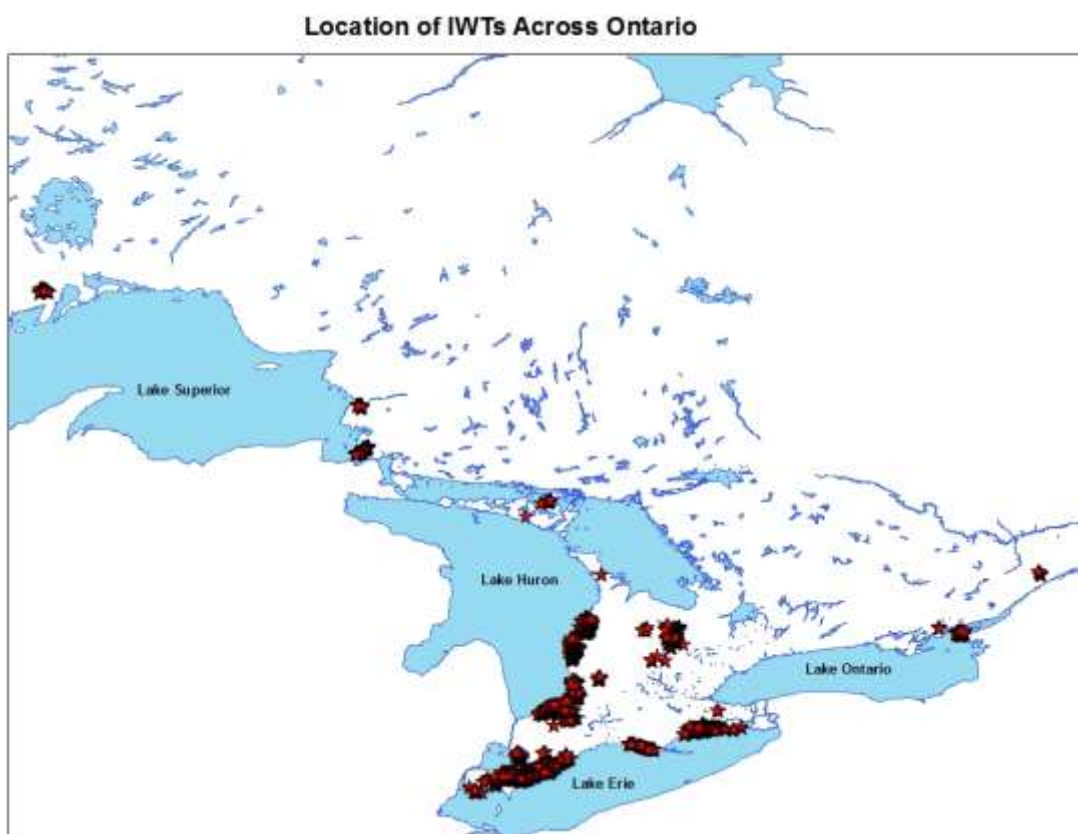 Location of IWTs Across Ontario
Lake Superior
Lake Huron
Lake Ontario
Lake Erie